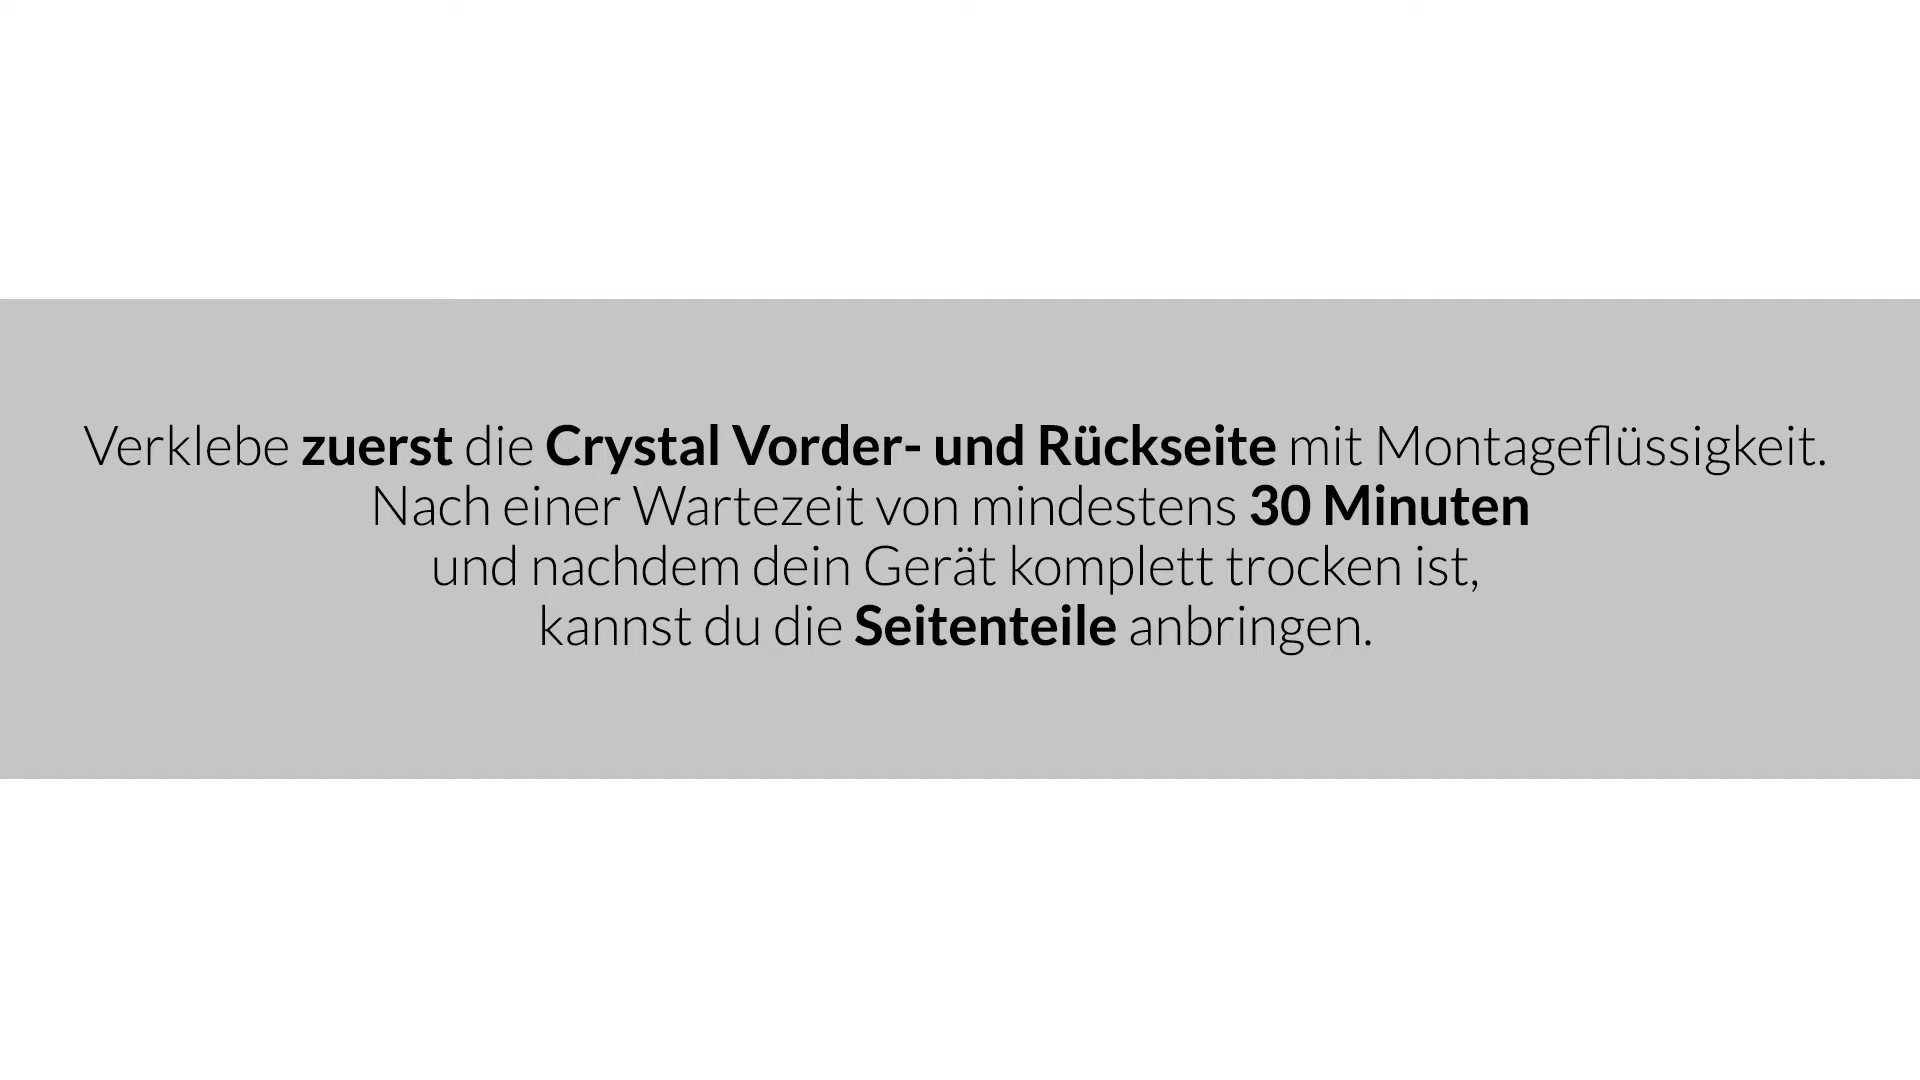 Verklebe zuerst die Crystal Vorder- und Rückseite mit Montageflüssigkeit.
Nach einer Wartezeit von mindestens 30 Minuten
und nachdem dein Gerät komplett trocken ist,
kannst du die Seitenteile anbringen.